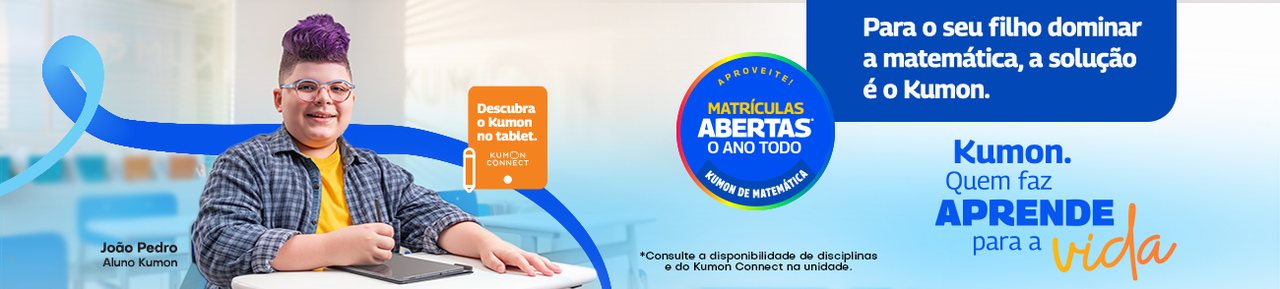 João Pedro
Aluno Kumon
Descubra
o Kumon
no tablet.
KUMON
CONNECT
APROVEITE!
MATRÍCULAS
ABERTAS*
O ANO TODO
KUMON DE MATEMÁTICA
*Consulte a disponibilidade de disciplinas
e do Kumon Connect na unidade.
Para o seu filho dominar
a matemática, a solução
é o Kumon.
Kumon.
Quem faz
APRENDE
para a vida